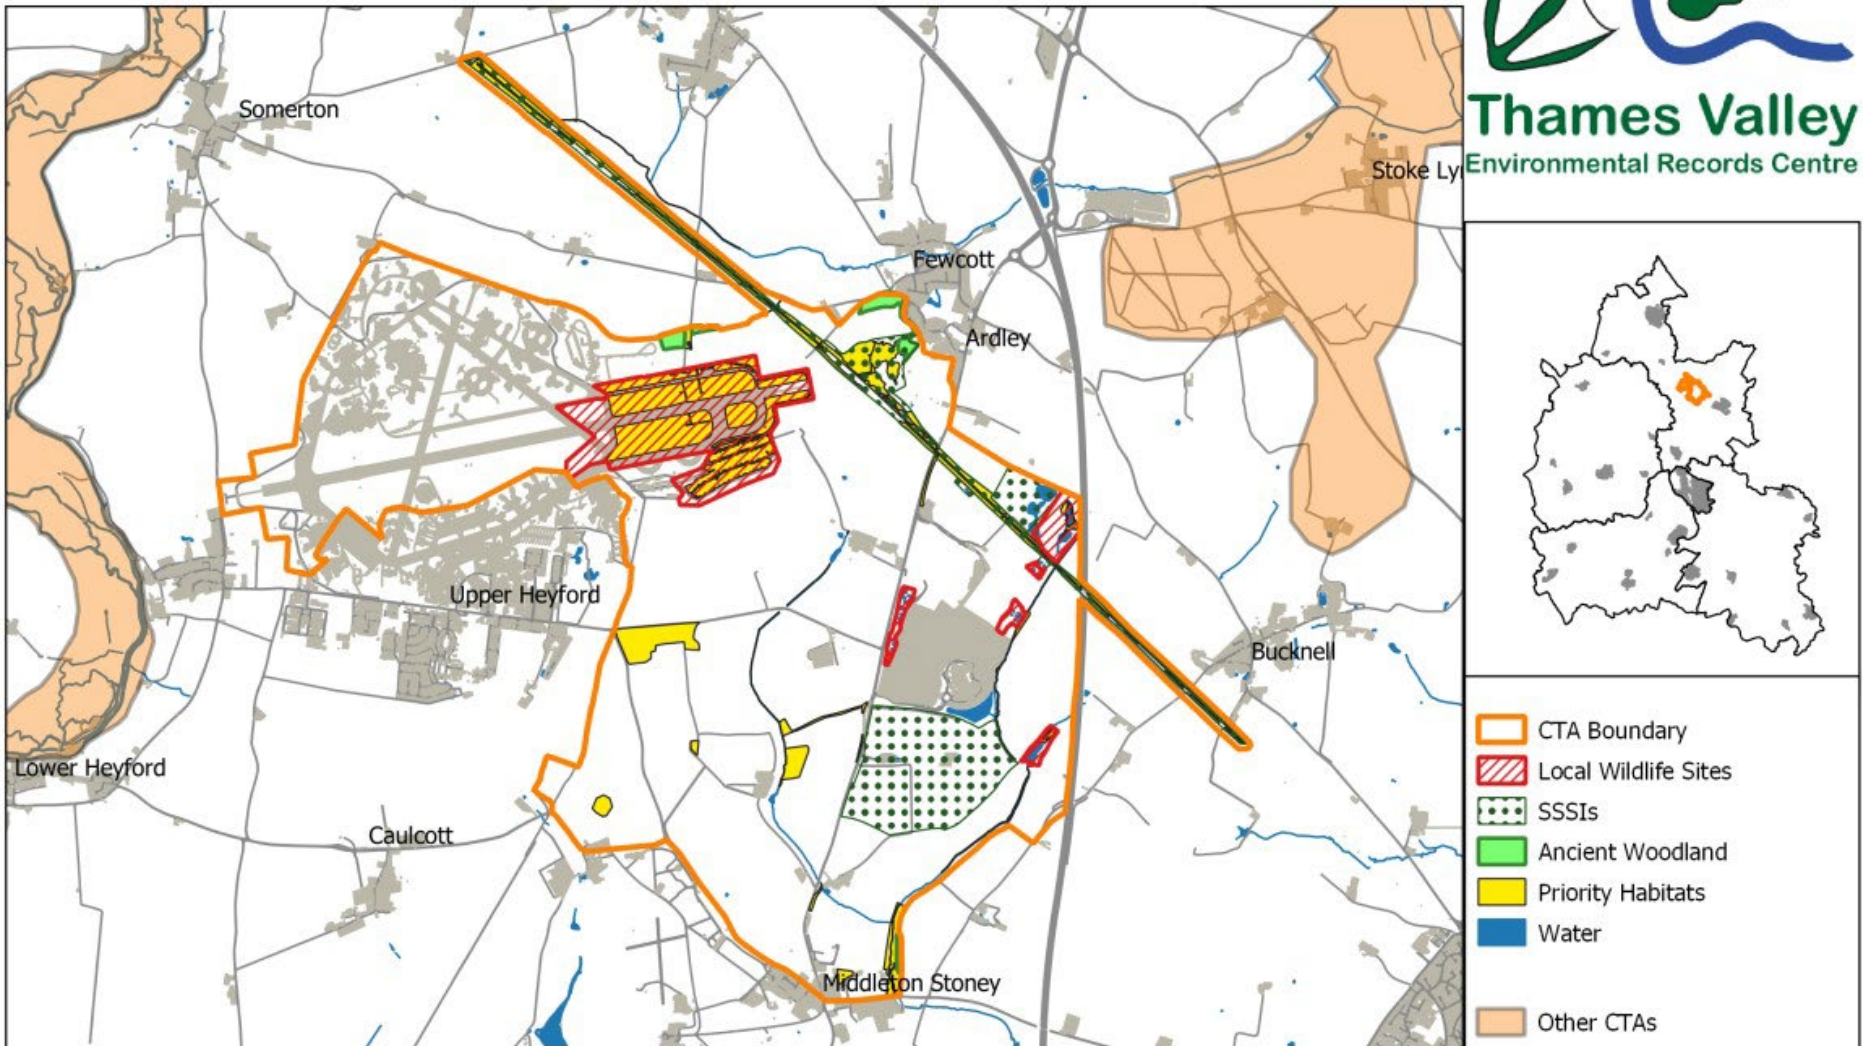 Somerton
Stoke Ly
Thames Valley
Environmental Records Centre
Fewcott
Ardley
Upper Heyford
Bucknell
Lower Heyford
Caulcott
Middleton Stoney
CTA Boundary
Local Wildlife Sites
SSSIs
Ancient Woodland
Priority Habitats
Water
Other CTAs